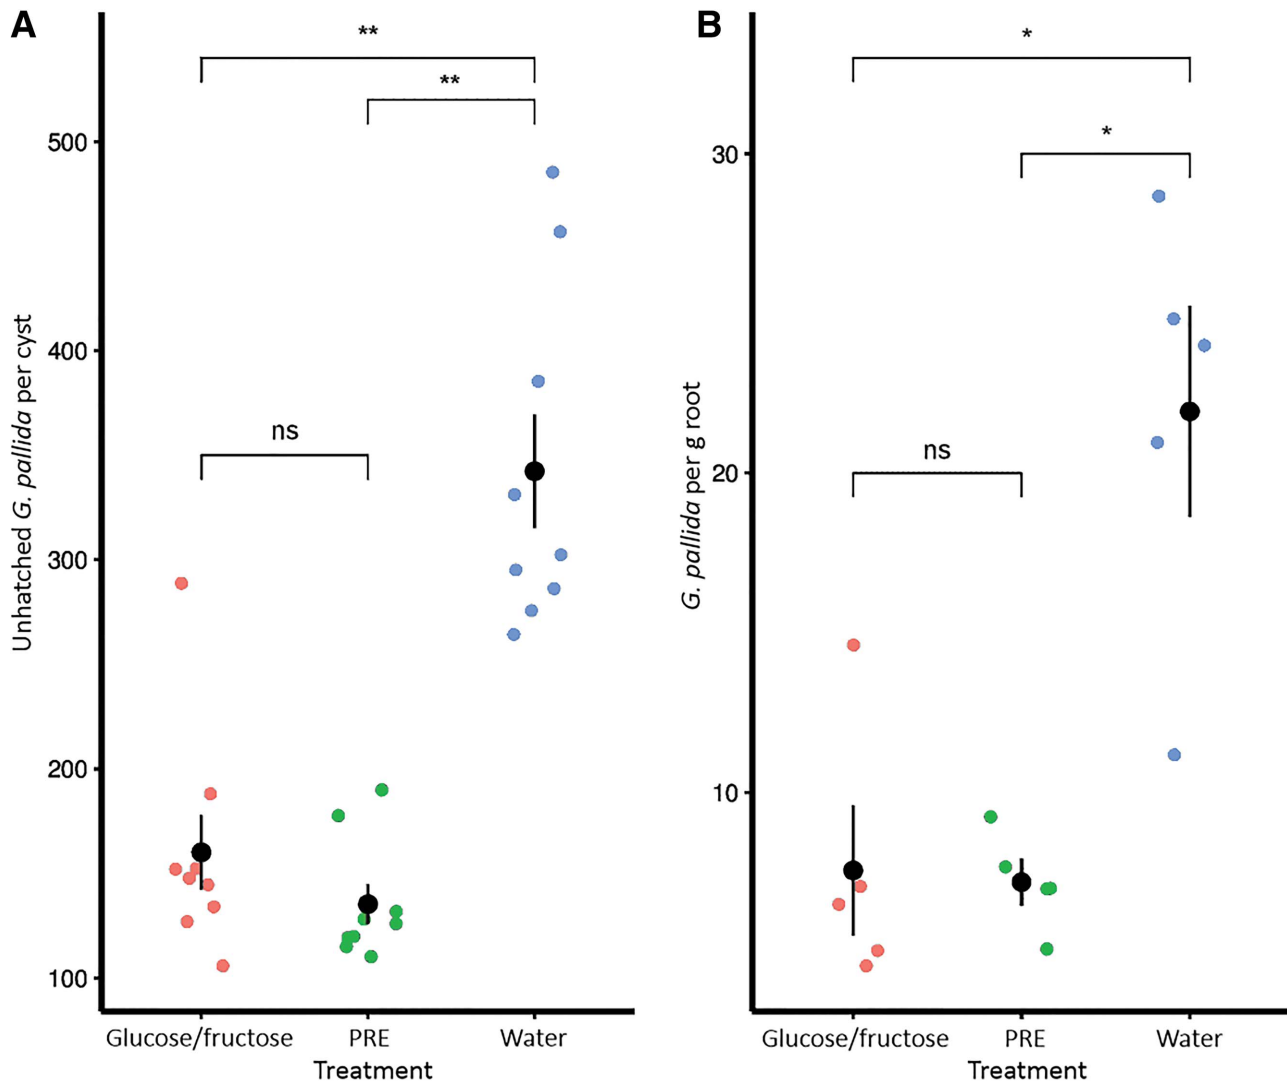 A
**
**
500
400
300
200
100
ns
Unhatched G. pallida per cyst
Glucose/fructose
PRE
Water
Treatment
B
*
*
30
20
10
ns
G. pallida per g root
Glucose/fructose
PRE
Water
Treatment